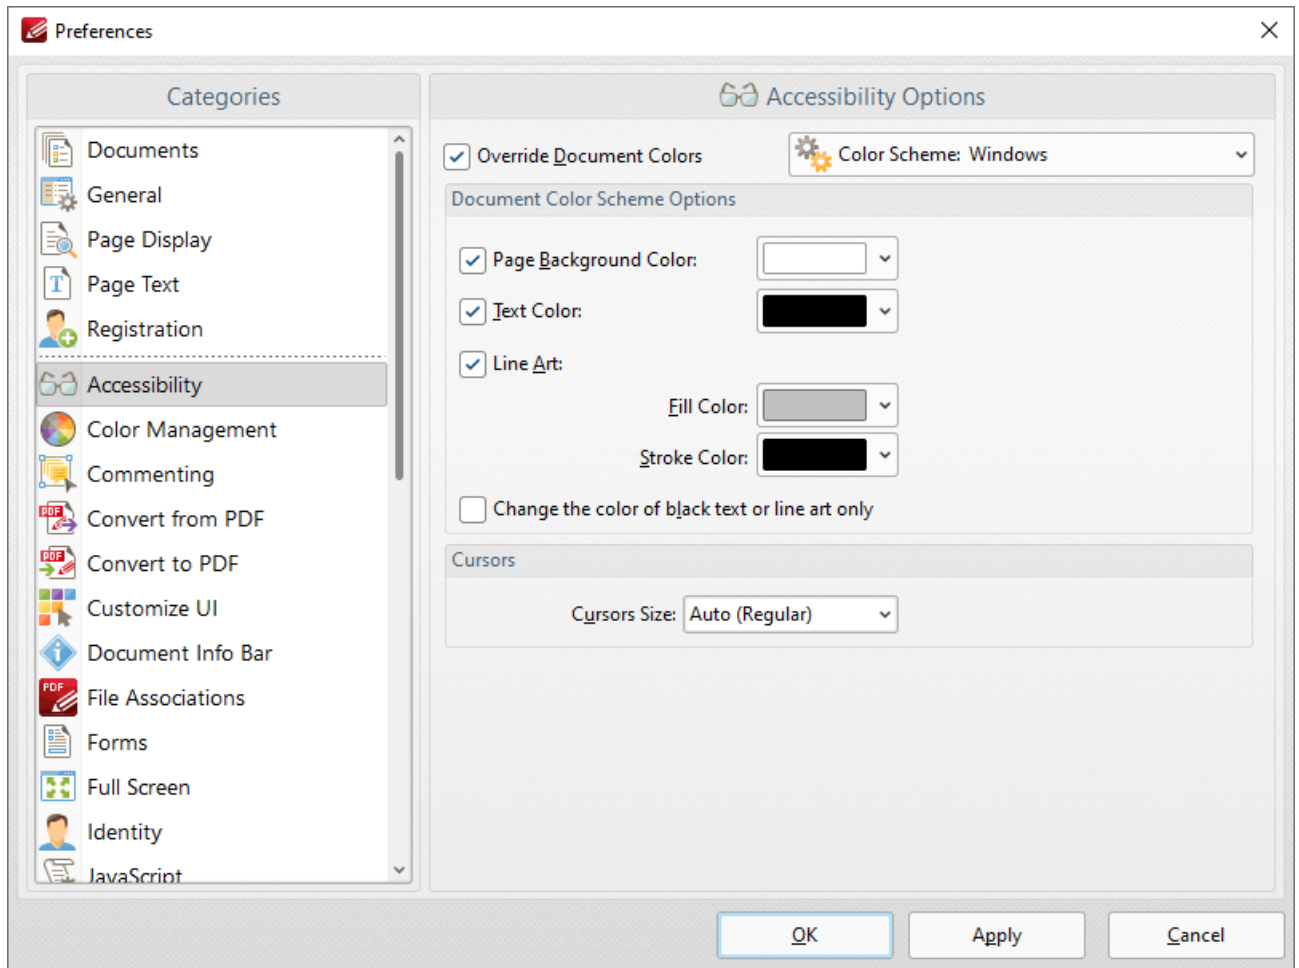 Preferences
Categories
Documents
General
Page Display
Page Text
Registration
Accessibility
Color Management
Commenting
Convert from PDF
Convert to PDF
Customize UI
Document Info Bar
File Associations
Forms
Full Screen
Identity
JavaScript
Accessibility Options
Override Document Colors
Color Scheme: Windows
Document Color Scheme Options
Page Background Color:
Text Color:
Line Art:
Fill Color:
Stroke Color:
Change the color of black text or line art only
Cursors
Cursors Size: Auto (Regular)
OK Apply Cancel